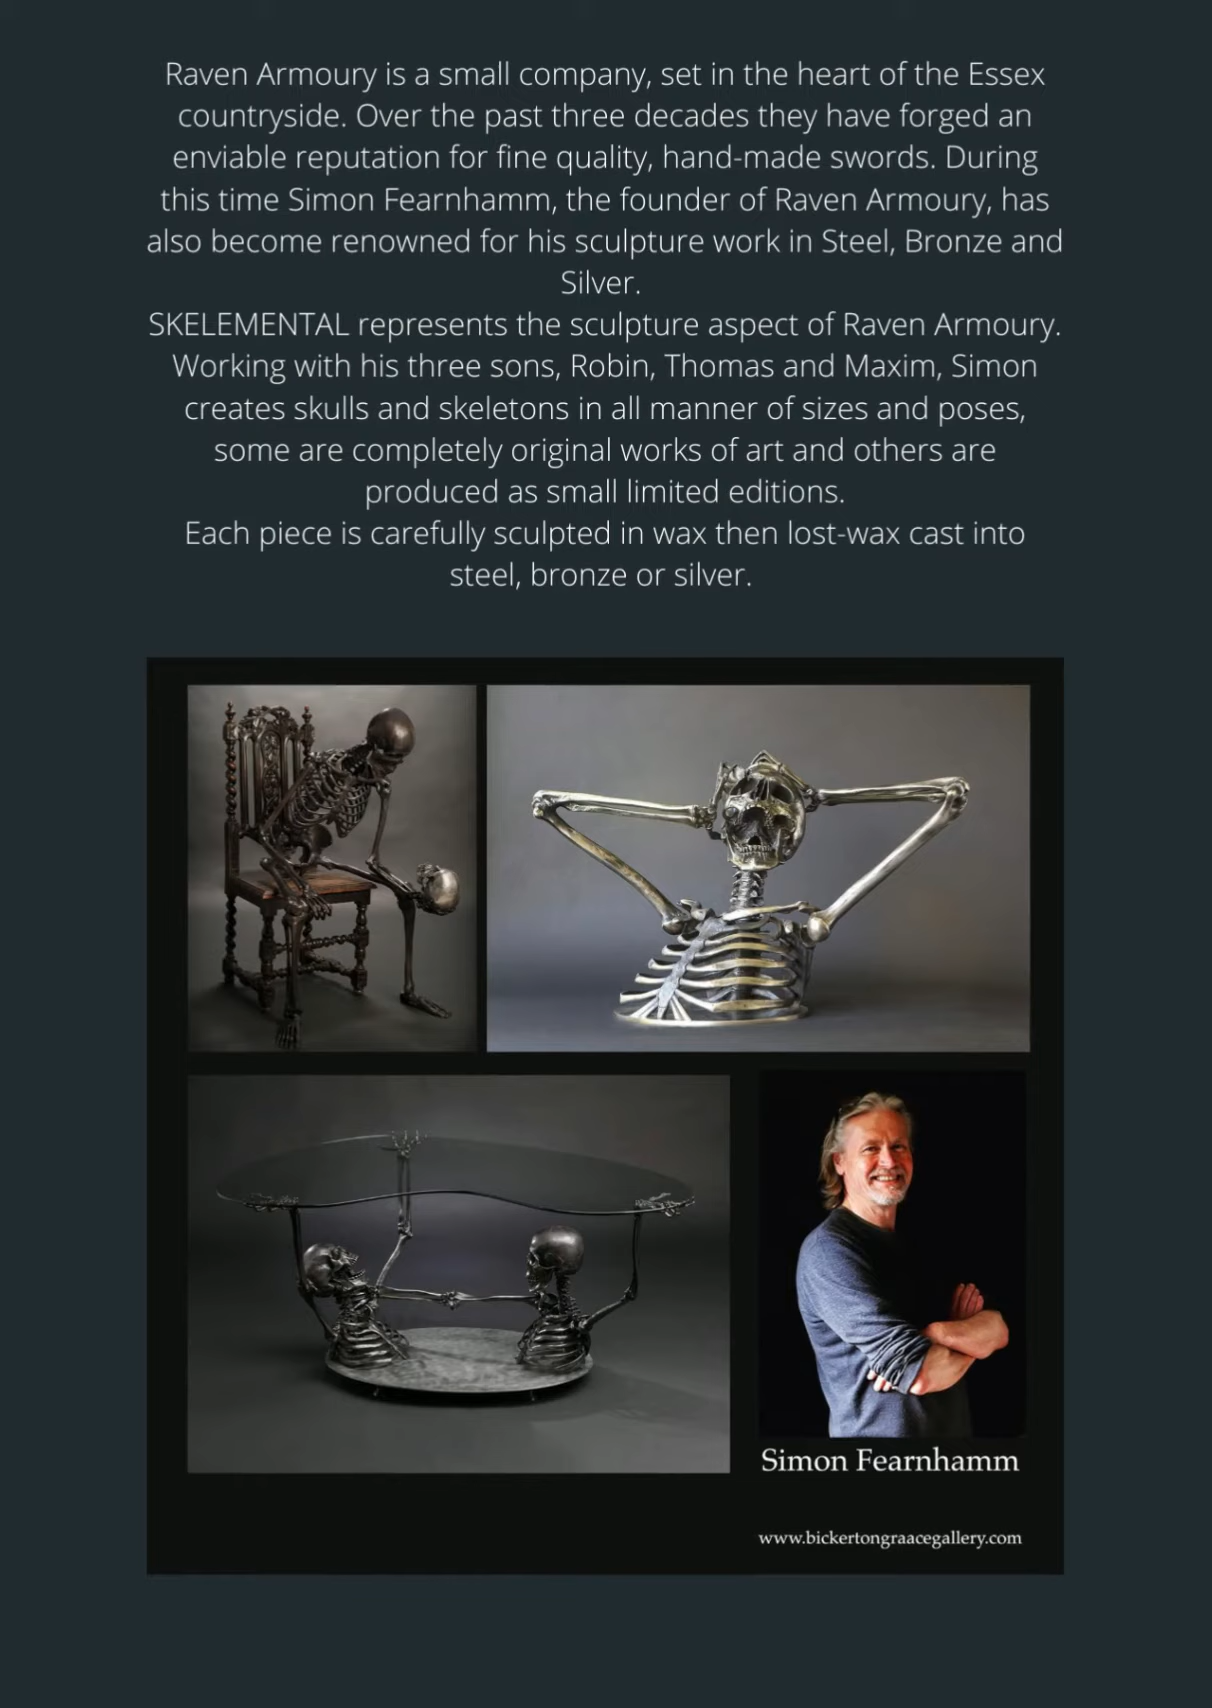 Raven Armoury is a small company, set in the heart of the Essex
countryside. Over the past three decades they have forged an
enviable reputation for fine quality, hand-made swords. During
this time Simon Fearnhamm, the founder of Raven Armoury, has
also become renowned for his sculpture work in Steel, Bronze and
Silver.
SKELEMENTAL represents the sculpture aspect of Raven Armoury.
Working with his three sons, Robin, Thomas and Maxim, Simon
creates skulls and skeletons in all manner of sizes and poses,
some are completely original works of art and others are
produced as small limited editions.
Each piece is carefully sculpted in wax then lost-wax cast into
steel, bronze or silver.
Simon Fearnhamm
www.bickertongraacegallery.com